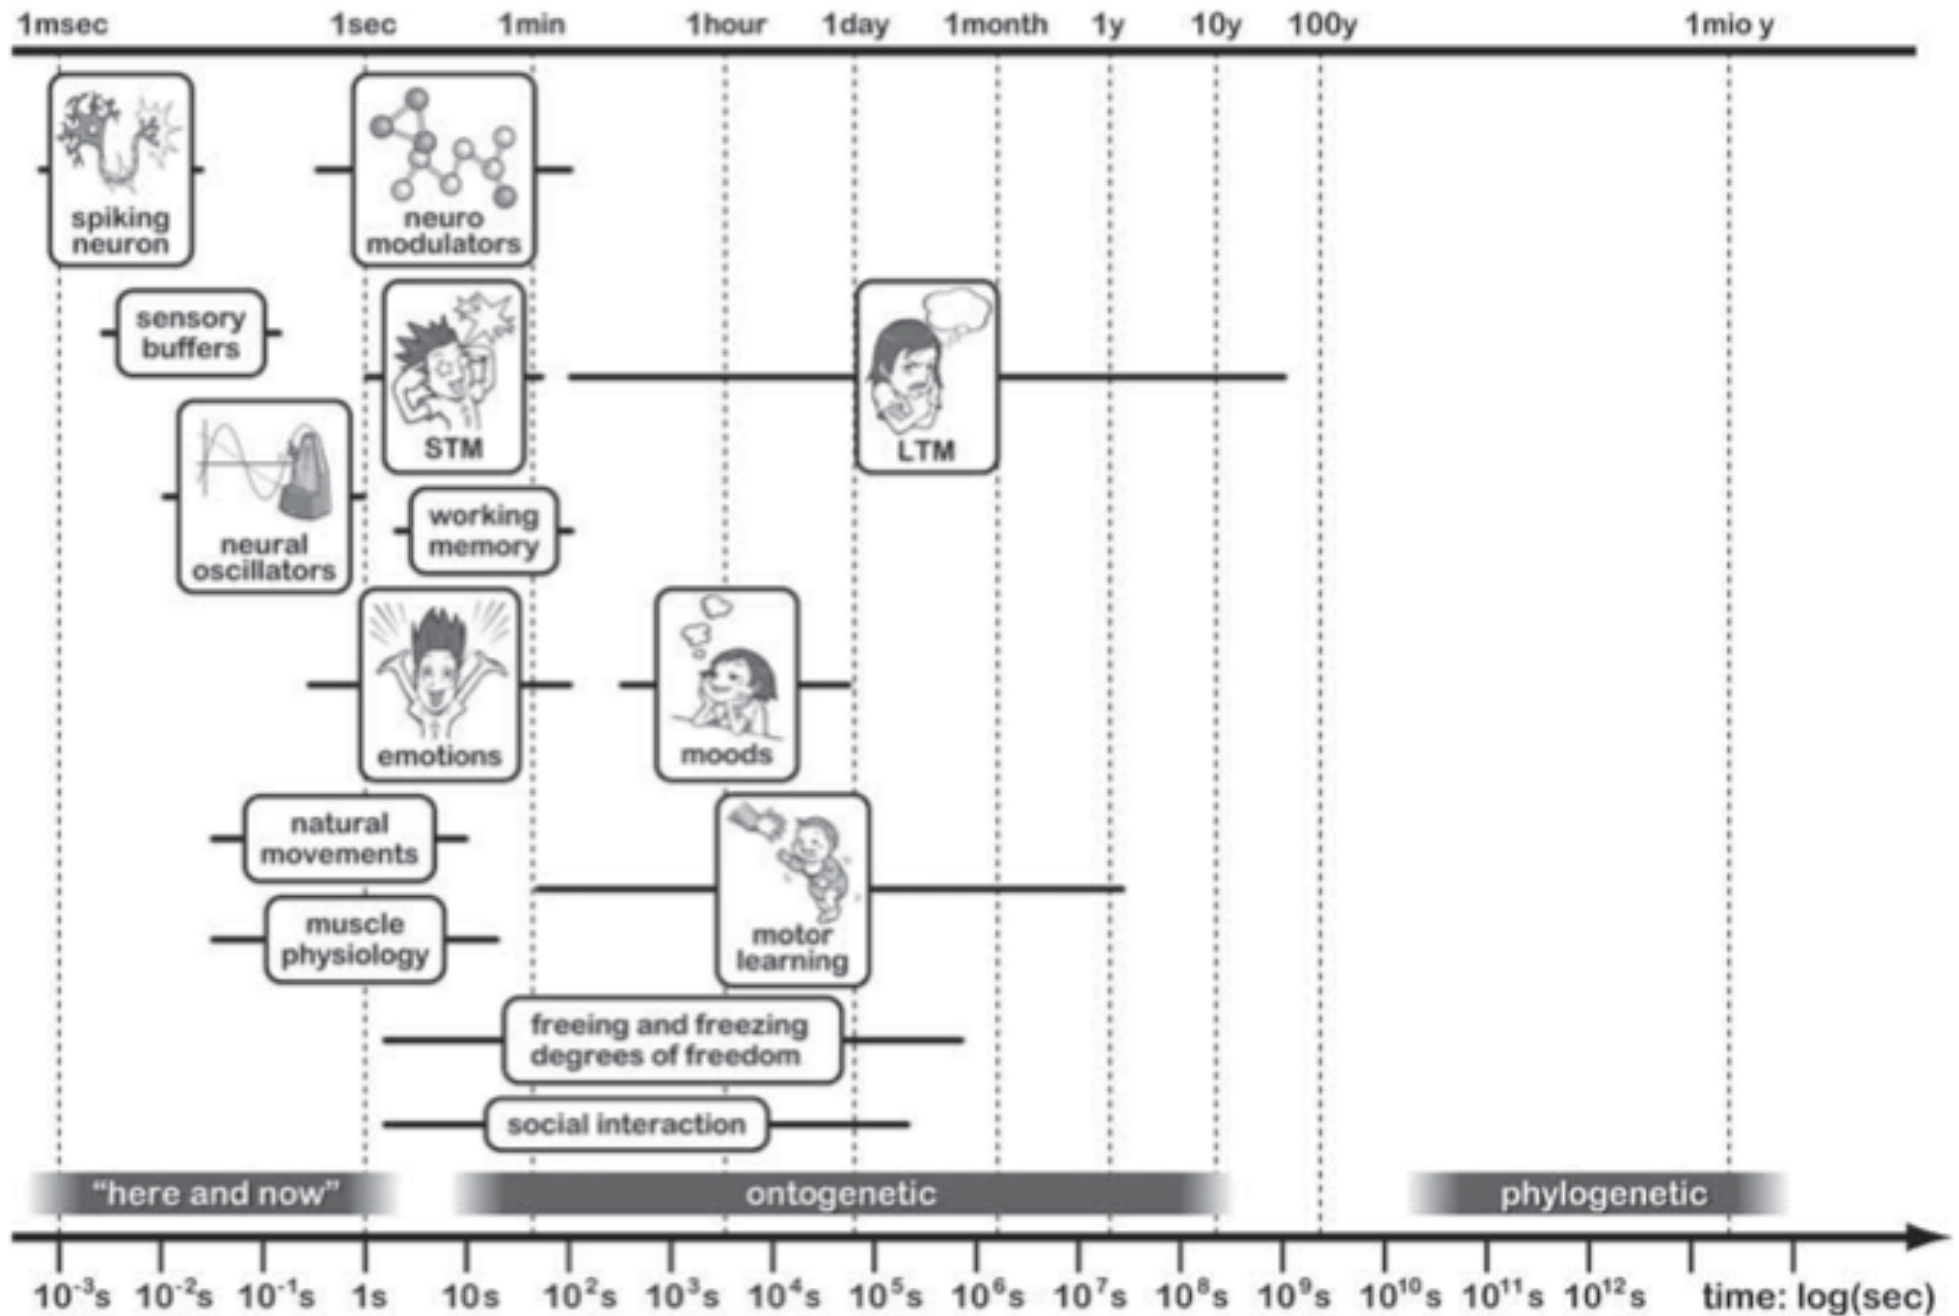 1msec 1sec 1min 1hour 1day 1month 1y 10y 100y 1mio y
spiking
neuron
neuro
modulators
sensory
buffers
STM
LTM
neural
oscillators
working
memory
emotions
moods
natural
movements
motor
learning
muscle
physiology
freeing and freezing
degrees of freedom
social interaction
"here and now" ontogenetic phylogenetic
10⁻³s 10⁻²s 10⁻¹s 1s 10s 10²s 10³s 10⁴s 10⁵s 10⁶s 10⁷s 10⁸s 10⁹s 10¹⁰s 10¹¹s 10¹²s time: log(sec)